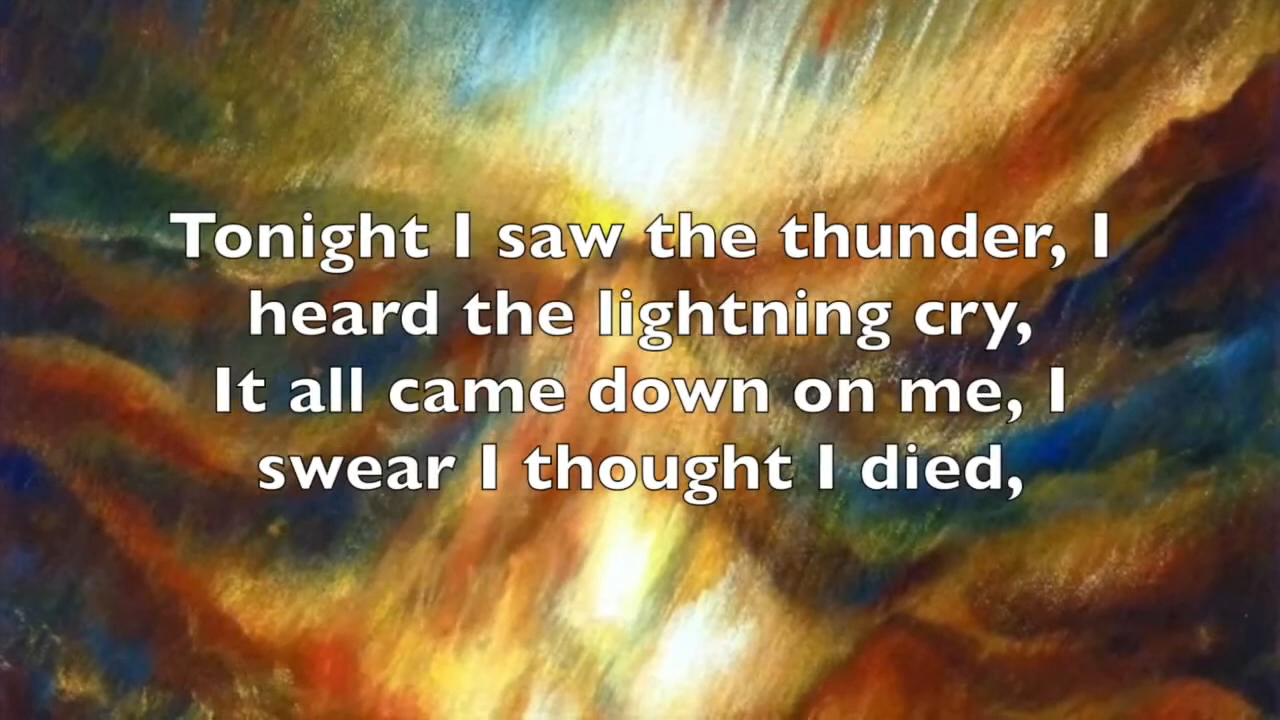 Tonight I saw the thunder, I
heard the lightning cry,
It all came down on me, I
swear I thought I died,